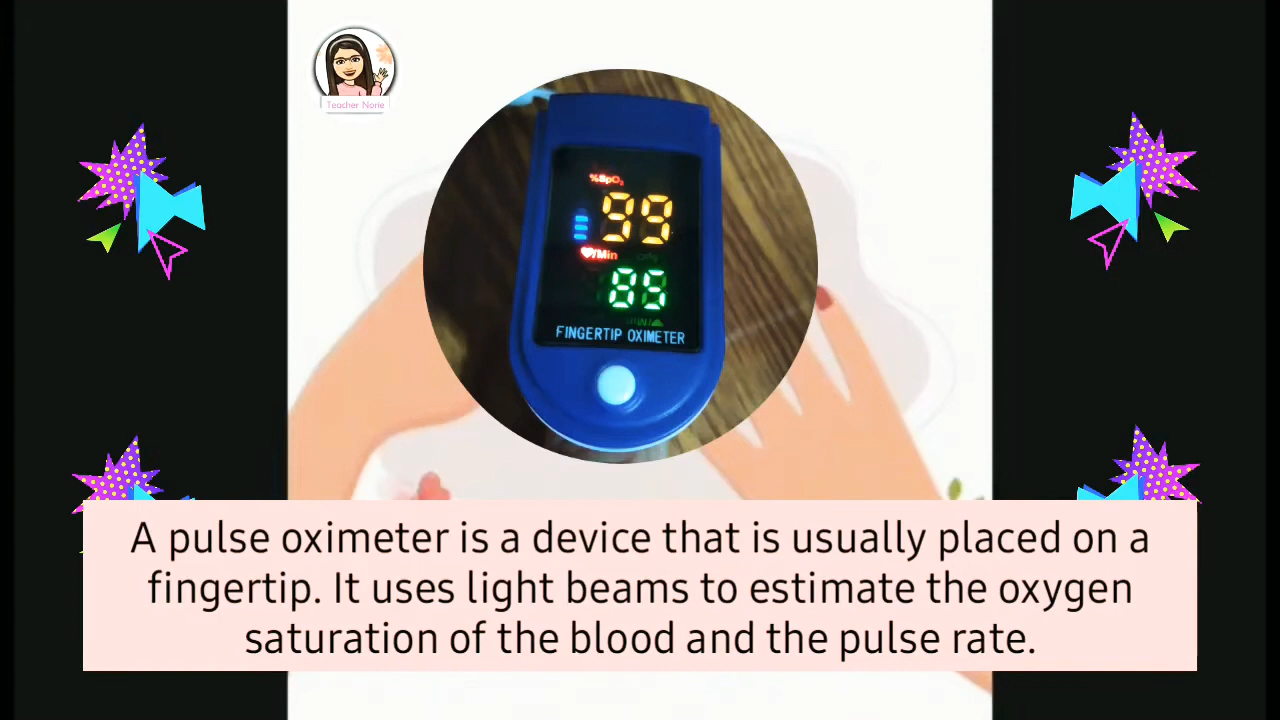 Teacher Norie
%SpO₂
99
♥/Min
85
FINGERTIP OXIMETER
A pulse oximeter is a device that is usually placed on a
fingertip. It uses light beams to estimate the oxygen
saturation of the blood and the pulse rate.